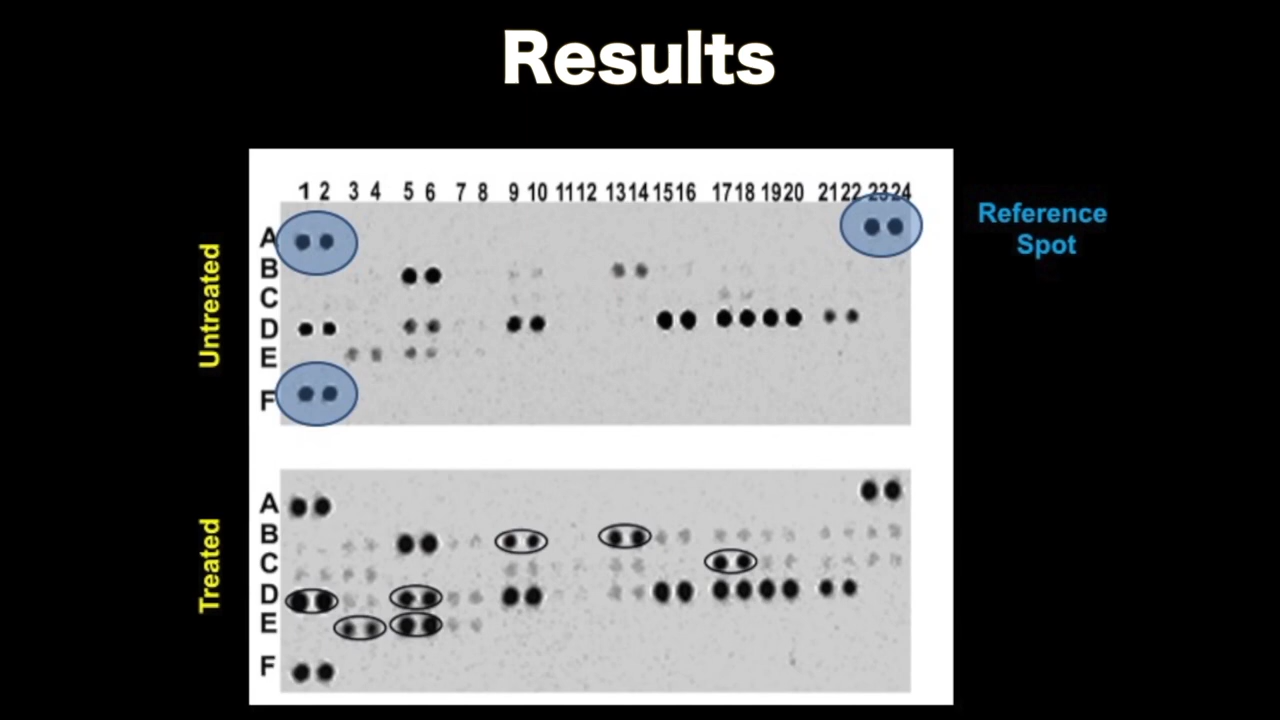 Results
1 2 3 4 5 6 7 8 9 10 11 12 13 14 15 16 17 18 19 20 21 22 23 24
Reference
Spot
Untreated
A
B
C
D
E
F
Treated
A
B
C
D
E
F